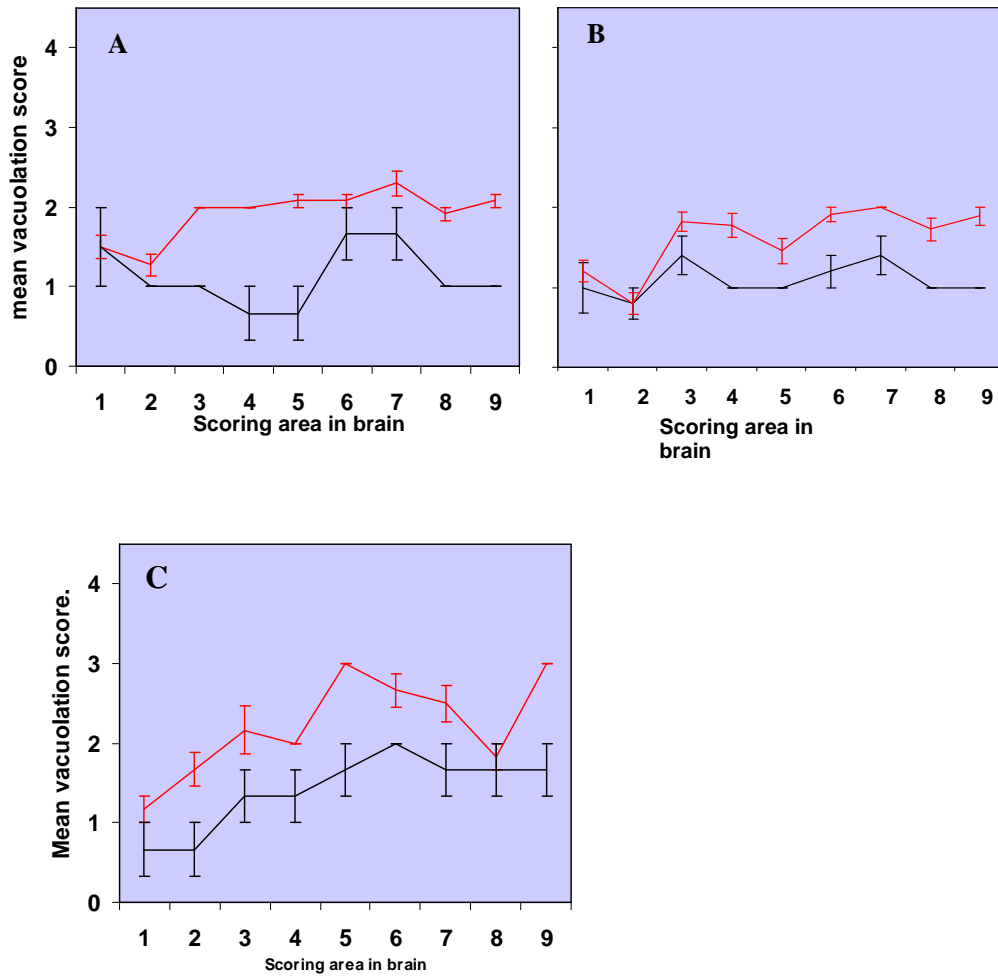 A
mean vacuolation score
4
3
2
1
0
1 2 3 4 5 6 7 8 9
Scoring area in brain
B
1 2 3 4 5 6 7 8 9
Scoring area in
brain
C
Mean vacuolation score.
4
3
2
1
0
1 2 3 4 5 6 7 8 9
Scoring area in brain